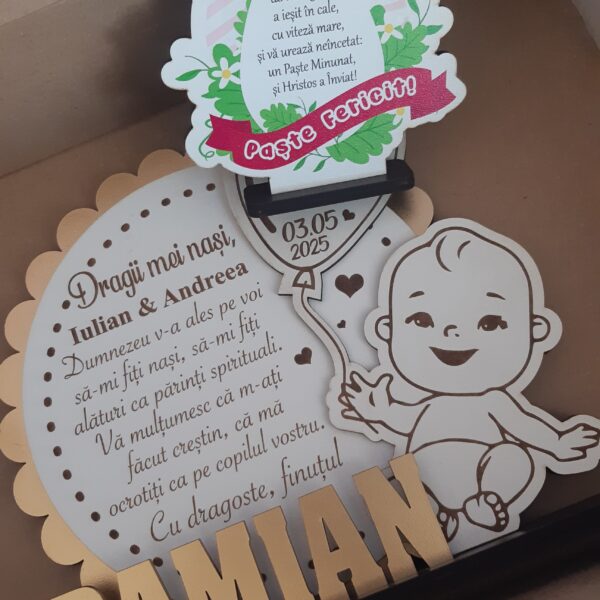 a ieșit în cale,
cu viteză mare,
și vă urează neîncetat:
un Paște Minunat,
și Hristos a Înviat!
Paște Fericit!
03.05
2025
Dragii mei nași,
Iulian & Andreea
Dumnezeu v-a ales pe voi
să-mi fiți nași, să-mi fiți
alături ca părinți spirituali.
Vă mulțumesc că m-ați
făcut creștin, că mă
ocrotiți ca pe copilul vostru.
Cu dragoste, finuțul
DAMIAN